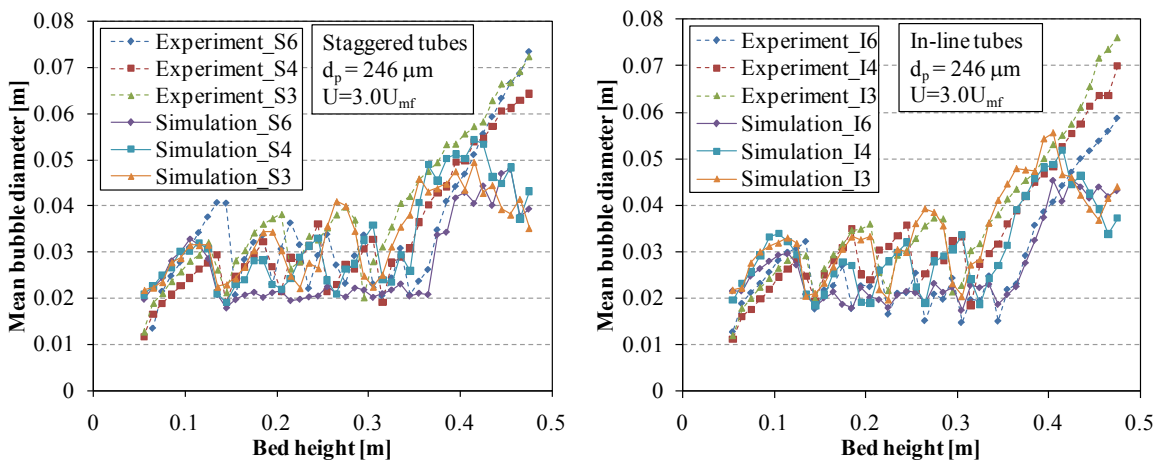 0.08
0.07
0.06
0.05
0.04
0.03
0.02
0.01
0
Mean bubble diameter [m]
Experiment_S6
Experiment_S4
Experiment_S3
Simulation_S6
Simulation_S4
Simulation_S3
Staggered tubes
dp = 246 μm
U=3.0Umf
0 0.1 0.2 0.3 0.4 0.5
Bed height [m]
0.08
0.07
0.06
0.05
0.04
0.03
0.02
0.01
0
Mean bubble diameter [m]
Experiment_I6
Experiment_I4
Experiment_I3
Simulation_I6
Simulation_I4
Simulation_I3
In-line tubes
dp = 246 μm
U=3.0Umf
0 0.1 0.2 0.3 0.4 0.5
Bed height [m]